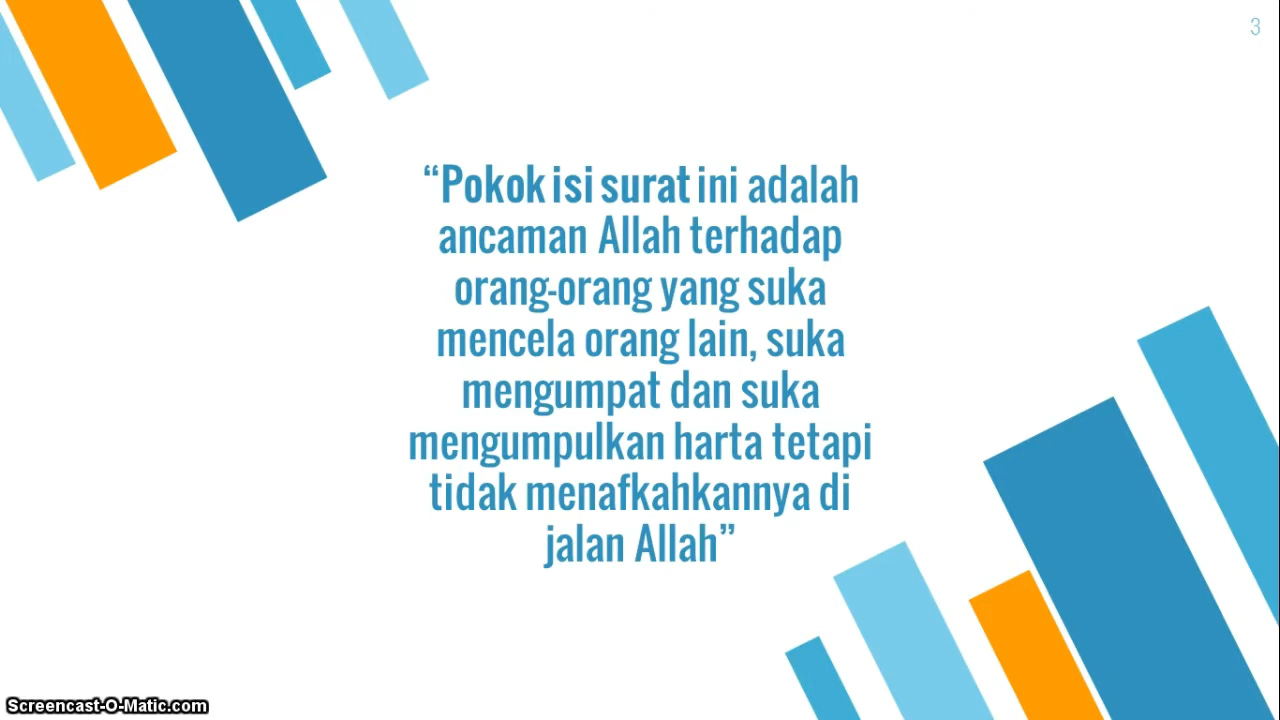 3
“Pokok isi surat ini adalah
ancaman Allah terhadap
orang-orang yang suka
mencela orang lain, suka
mengumpat dan suka
mengumpulkan harta tetapi
tidak menafkahkannya di
jalan Allah”
Screencast-O-Matic.com